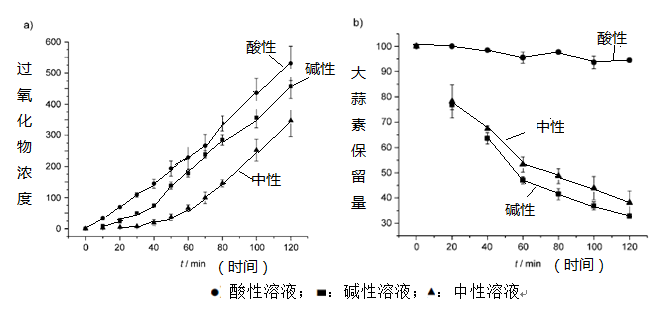 a)
b)
过氧化物浓度
600
500
400
300
200
100
0
酸性
碱性
中性
0 20 40 60 80 100 120
t / min (时间)
大蒜素保留量
100
90
80
70
60
50
40
30
酸性
中性
碱性
0 20 40 60 80 100 120
t / min (时间)
●酸性溶液; ■: 碱性溶液; ▲: 中性溶液